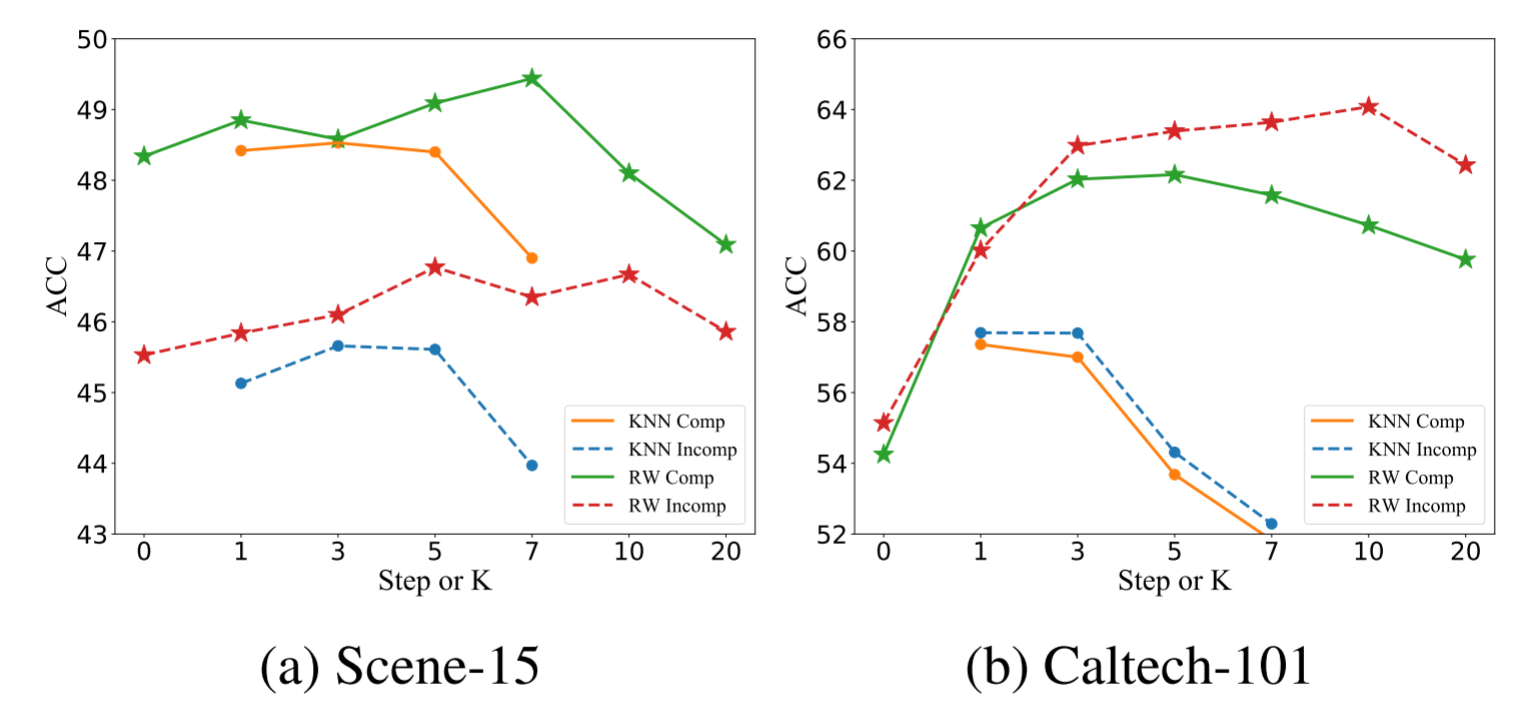 50
49
48
47
46
45
44
43
ACC
0 1 3 5 7 10 20
Step or K
KNN Comp
KNN Incomp
RW Comp
RW Incomp
(a) Scene-15
66
64
62
60
58
56
54
52
ACC
0 1 3 5 7 10 20
Step or K
KNN Comp
KNN Incomp
RW Comp
RW Incomp
(b) Caltech-101